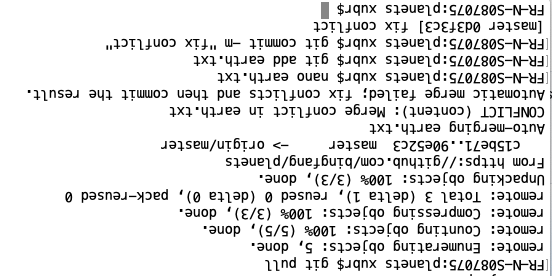 FR-N-S087075:planets xubr$ git pull
remote: Enumerating objects: 5, done.
remote: Counting objects: 100% (5/5), done.
remote: Compressing objects: 100% (3/3), done.
remote: Total 3 (delta 1), reused 0 (delta 0), pack-reused 0
Unpacking objects: 100% (3/3), done.
From https://github.com/bingfang/planets
c15be71..90e52c3 master -> origin/master
Auto-merging earth.txt
CONFLICT (content): Merge conflict in earth.txt
Automatic merge failed; fix conflicts and then commit the result.
FR-N-S087075:planets xubr$ nano earth.txt
FR-N-S087075:planets xubr$ git add earth.txt
FR-N-S087075:planets xubr$ git commit -m "fix conflict"
[master 0d3f3c3] fix conflict
FR-N-S087075:planets xubr$